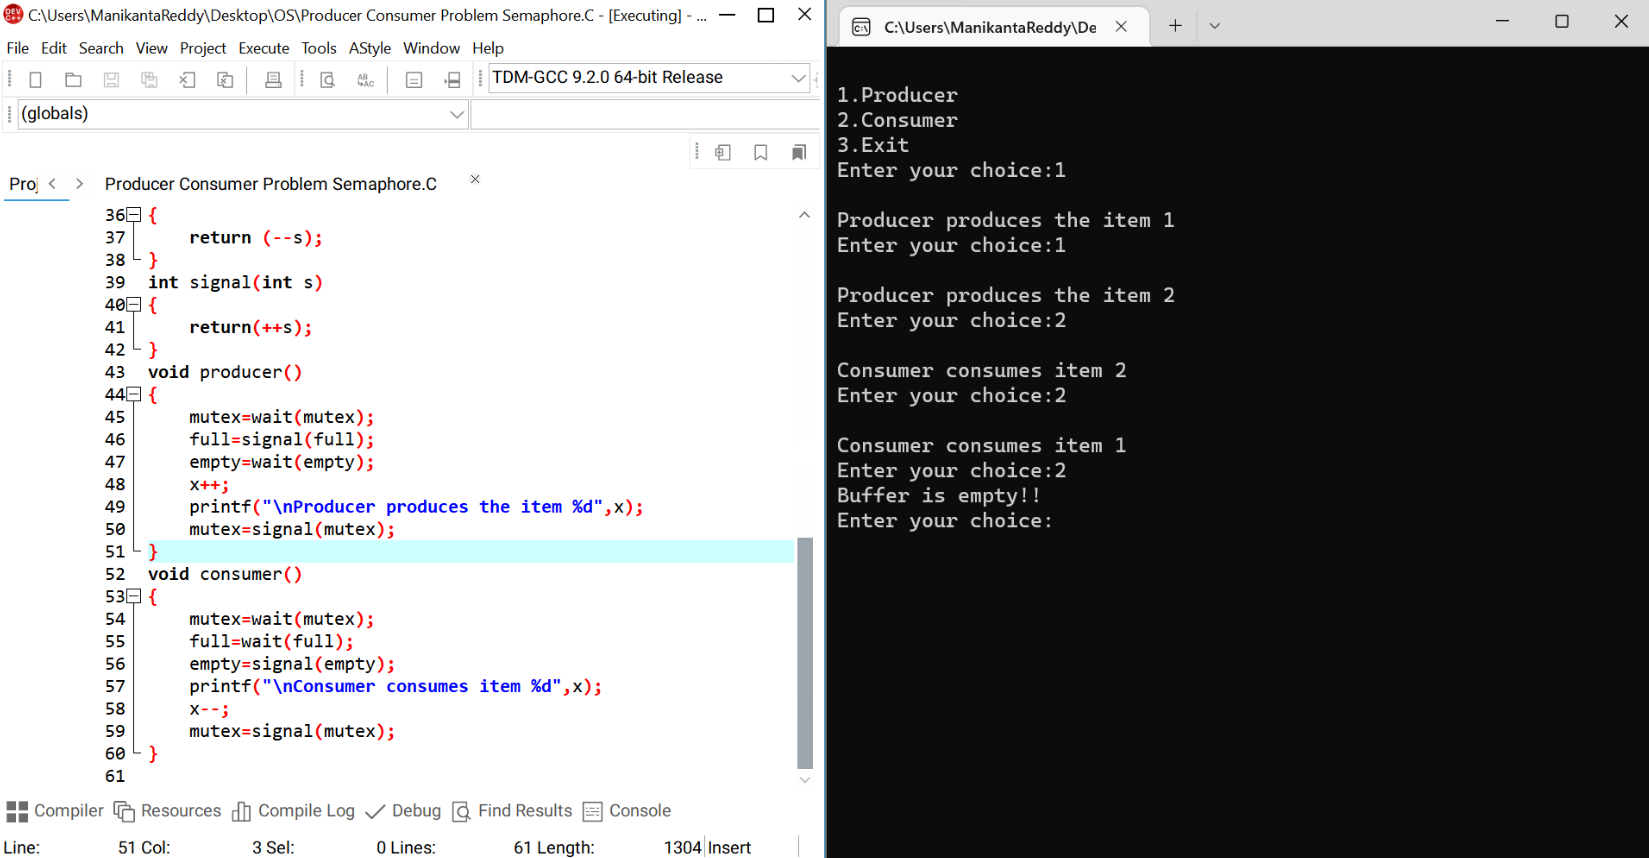 C:\Users\ManikantaReddy\Desktop\OS\Producer Consumer Problem Semaphore.C - [Executing] - ...
File Edit Search View Project Execute Tools AStyle Window Help
TDM-GCC 9.2.0 64-bit Release
(globals)
Proj Producer Consumer Problem Semaphore.C
36 {
37 return (--s);
38 }
39 int signal(int s)
40 {
41 return(++s);
42 }
43 void producer()
44 {
45 mutex=wait(mutex);
46 full=signal(full);
47 empty=wait(empty);
48 x++;
49 printf("\nProducer produces the item %d",x);
50 mutex=signal(mutex);
51 }
52 void consumer()
53 {
54 mutex=wait(mutex);
55 full=wait(full);
56 empty=signal(empty);
57 printf("\nConsumer consumes item %d",x);
58 x--;
59 mutex=signal(mutex);
60 }
61
Compiler Resources Compile Log Debug Find Results Console
Line: 51 Col: 3 Sel: 0 Lines: 61 Length: 1304 Insert
C:\Users\ManikantaReddy\De
1.Producer
2.Consumer
3.Exit
Enter your choice:1
Producer produces the item 1
Enter your choice:1
Producer produces the item 2
Enter your choice:2
Consumer consumes item 2
Enter your choice:2
Consumer consumes item 1
Enter your choice:2
Buffer is empty!!
Enter your choice: